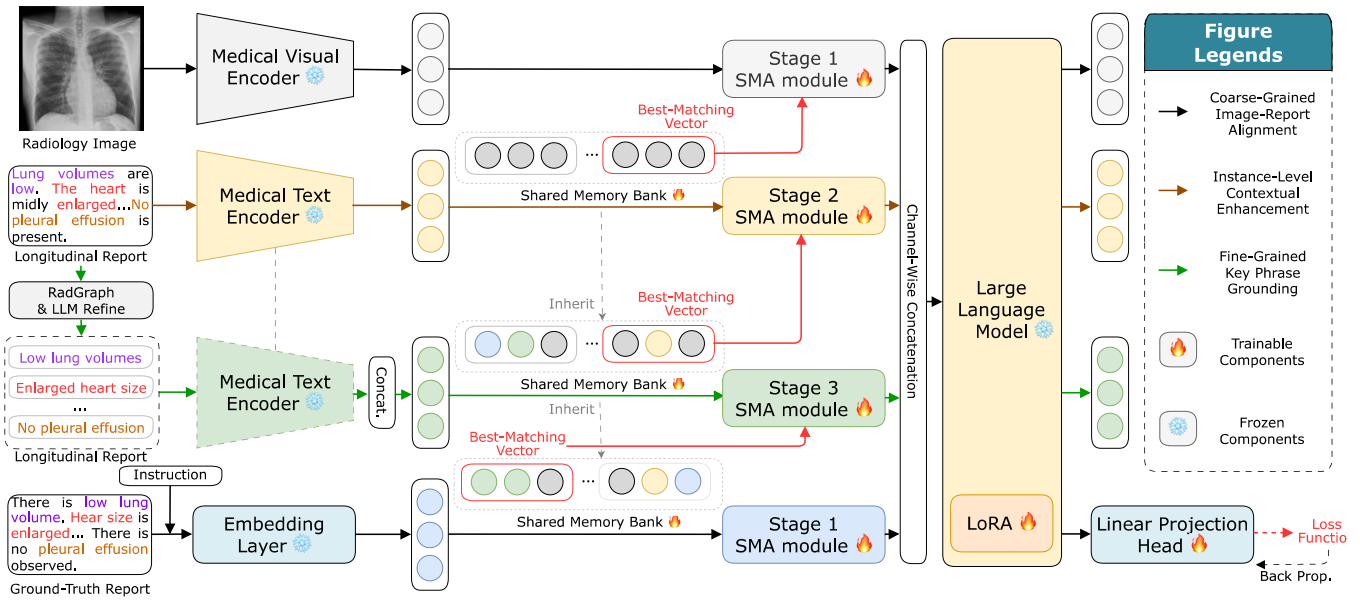 Radiology Image
Medical Visual
Encoder
Stage 1
SMA module
Best-Matching
Vector
...
Shared Memory Bank
Lung volumes are
low. The heart is
midly enlarged...No
pleural effusion is
present.
Longitudinal Report
Medical Text
Encoder
Stage 2
SMA module
RadGraph
& LLM Refine
Inherit
Best-Matching
Vector
...
Shared Memory Bank
Low lung volumes
Enlarged heart size
...
No pleural effusion
Longitudinal Report
Medical Text
Encoder
Concat.
Stage 3
SMA module
Inherit
Best-Matching
Vector
...
Shared Memory Bank
Instruction
There is low lung
volume. Hear size is
enlarged... There is
no pleural effusion
observed.
Ground-Truth Report
Embedding
Layer
Stage 1
SMA module
Channel-Wise Concatenation
Large
Language
Model
LoRA
Linear Projection
Head
Loss
Functio
Back Prop.
Figure
Legends
Coarse-Grained
Image-Report
Alignment
Instance-Level
Contextual
Enhancement
Fine-Grained
Key Phrase
Grounding
Trainable
Components
Frozen
Components